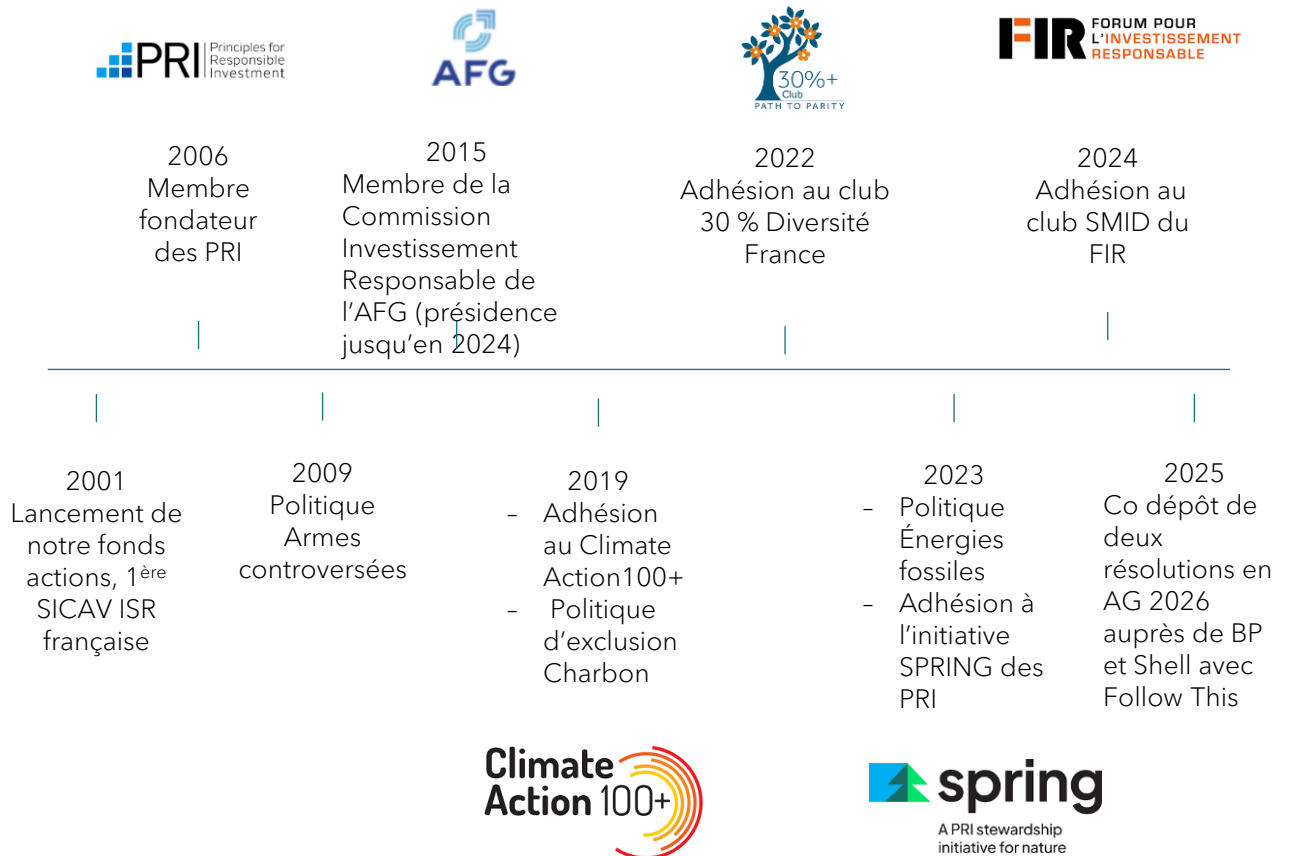 PRI
Principles for
Responsible
Investment
AFG
30%+
Club
PATH TO PARITY
FIR
FORUM POUR
L'INVESTISSEMENT
RESPONSABLE
2006
Membre
fondateur
des PRI
2015
Membre de la
Commission
Investissement
Responsable de
l'AFG (présidence
jusqu'en 2024)
2022
Adhésion au club
30 % Diversité
France
2024
Adhésion au
club SMID du
FIR
2001
Lancement de
notre fonds
actions, 1ère
SICAV ISR
française
2009
Politique
Armes
controversées
2019
– Adhésion
au Climate
Action100+
– Politique
d'exclusion
Charbon
2023
– Politique
Énergies
fossiles
– Adhésion à
l'initiative
SPRING des
PRI
2025
Co dépôt de
deux
résolutions en
AG 2026
auprès de BP
et Shell avec
Follow This
Climate
Action 100+
spring
A PRI stewardship
initiative for nature